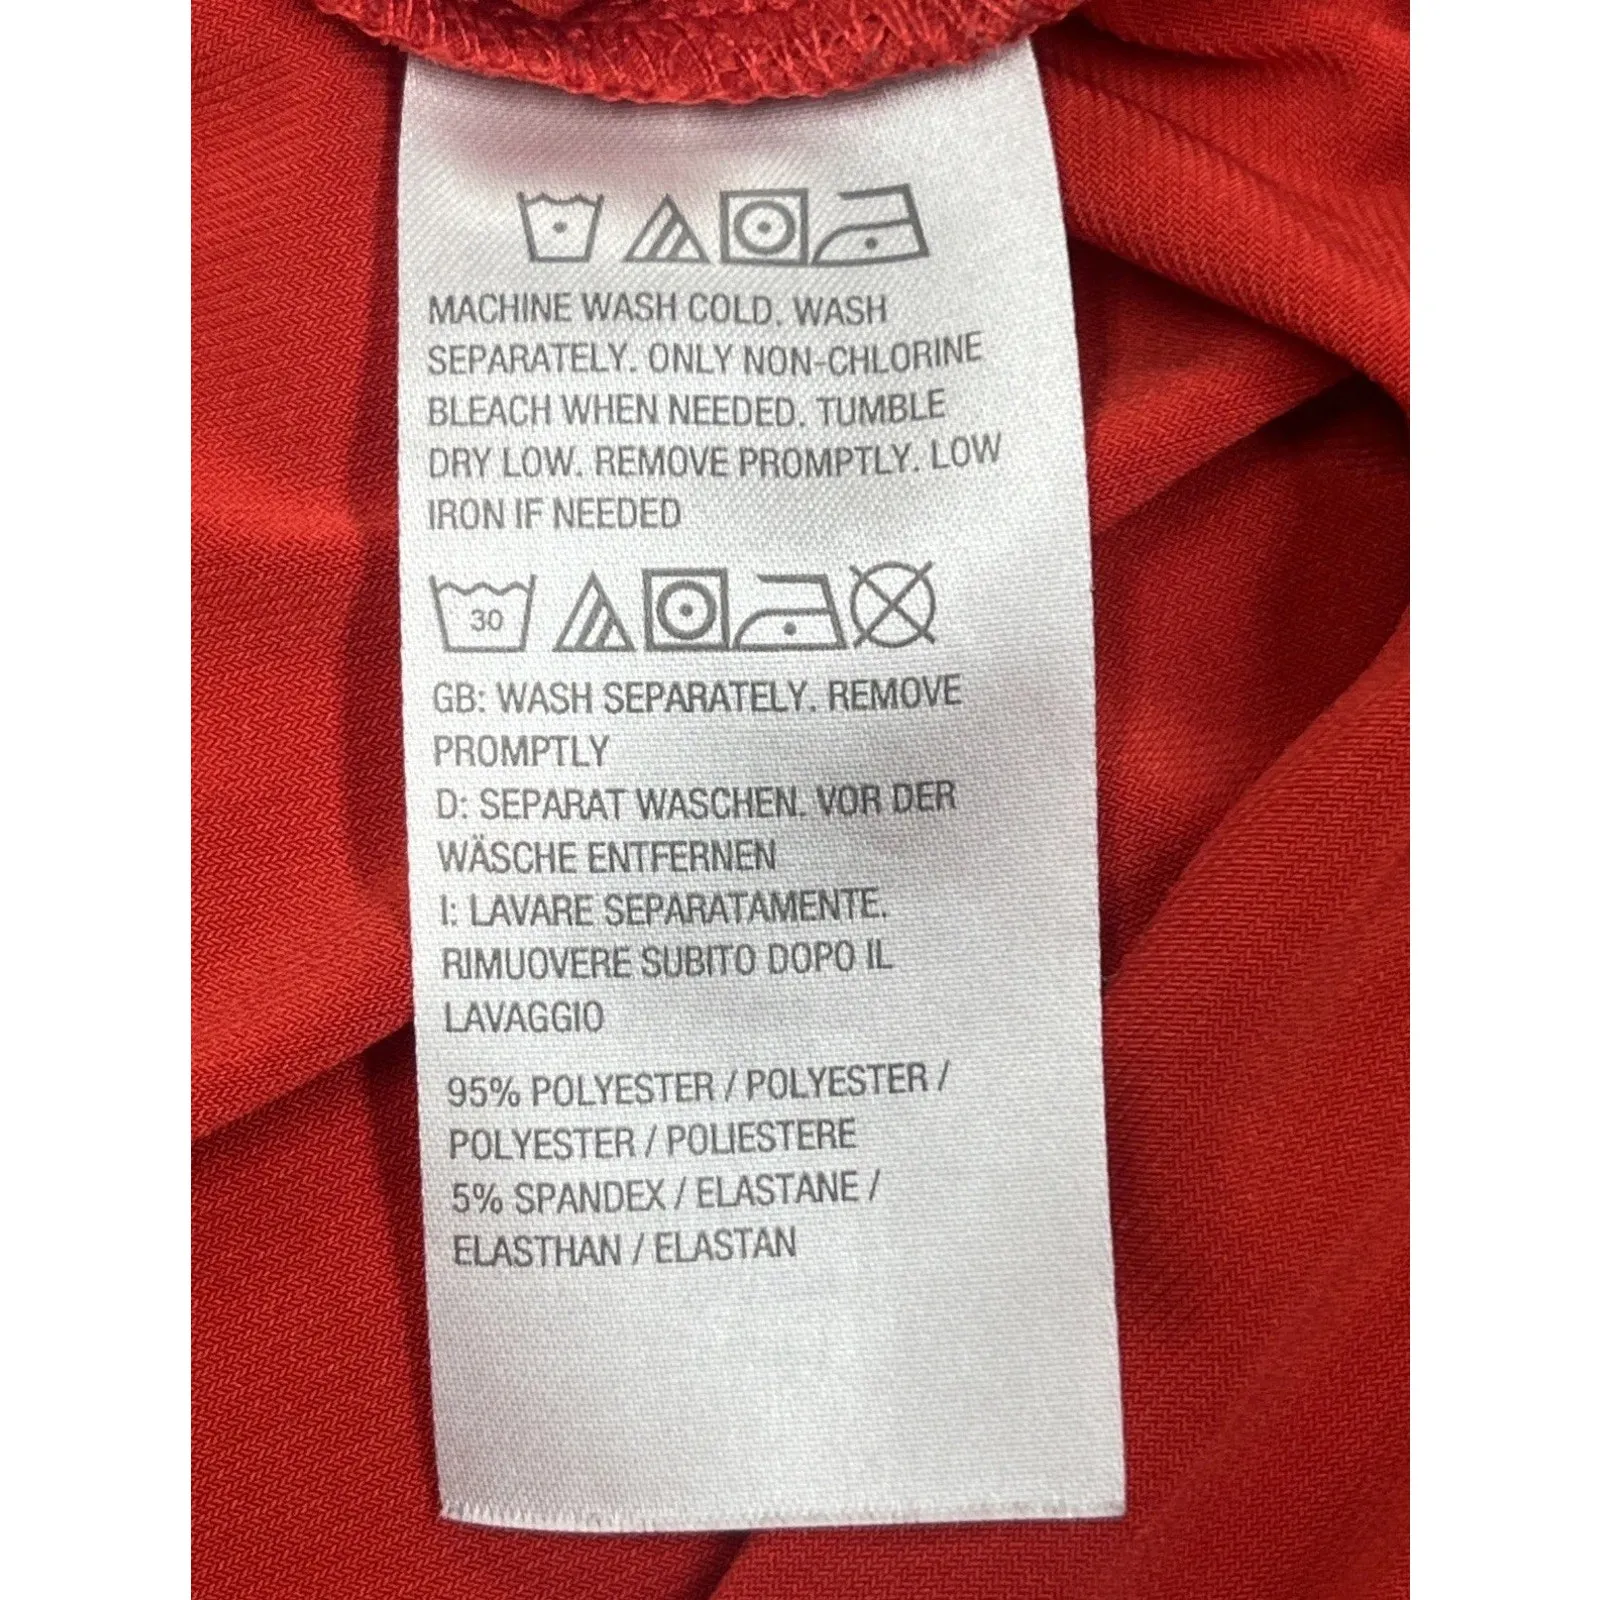 MACHINE WASH COLD. WASH
SEPARATELY. ONLY NON-CHLORINE
BLEACH WHEN NEEDED. TUMBLE
DRY LOW. REMOVE PROMPTLY. LOW
IRON IF NEEDED
30
GB: WASH SEPARATELY. REMOVE
PROMPTLY
D: SEPARAT WASCHEN. VOR DER
WÄSCHE ENTFERNEN
I: LAVARE SEPARATAMENTE.
RIMUOVERE SUBITO DOPO IL
LAVAGGIO
95% POLYESTER / POLYESTER /
POLYESTER / POLIESTERE
5% SPANDEX / ELASTANE /
ELASTHAN / ELASTAN